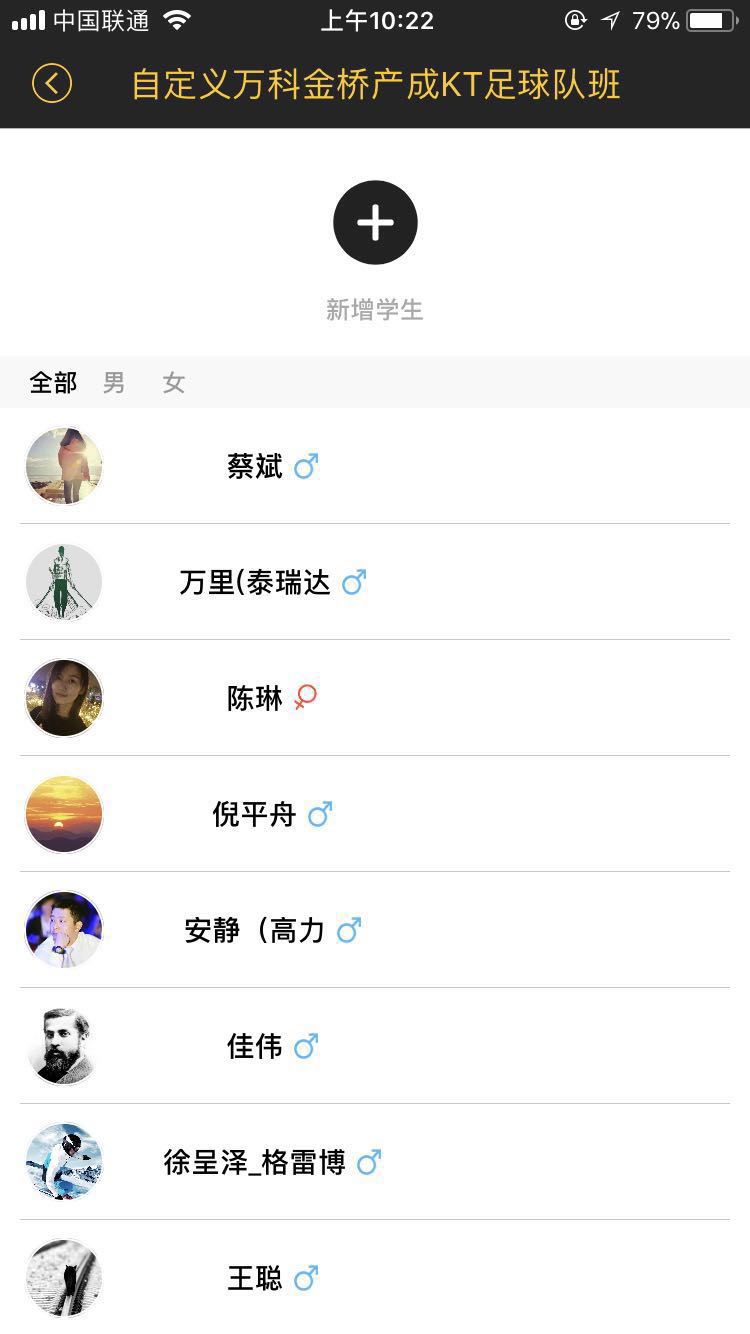 中国联通 上午10:22 79%
自定义万科金桥产成KT足球队班
新增学生
全部 男 女
蔡斌
万里(泰瑞达
陈琳
倪平舟
安静（高力
佳伟
徐呈泽_格雷博
王聪